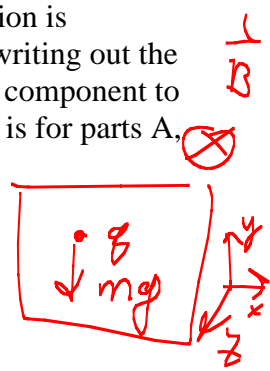 ion is
writing out the
component to
is for parts A,
B
q
mg
y
x
z